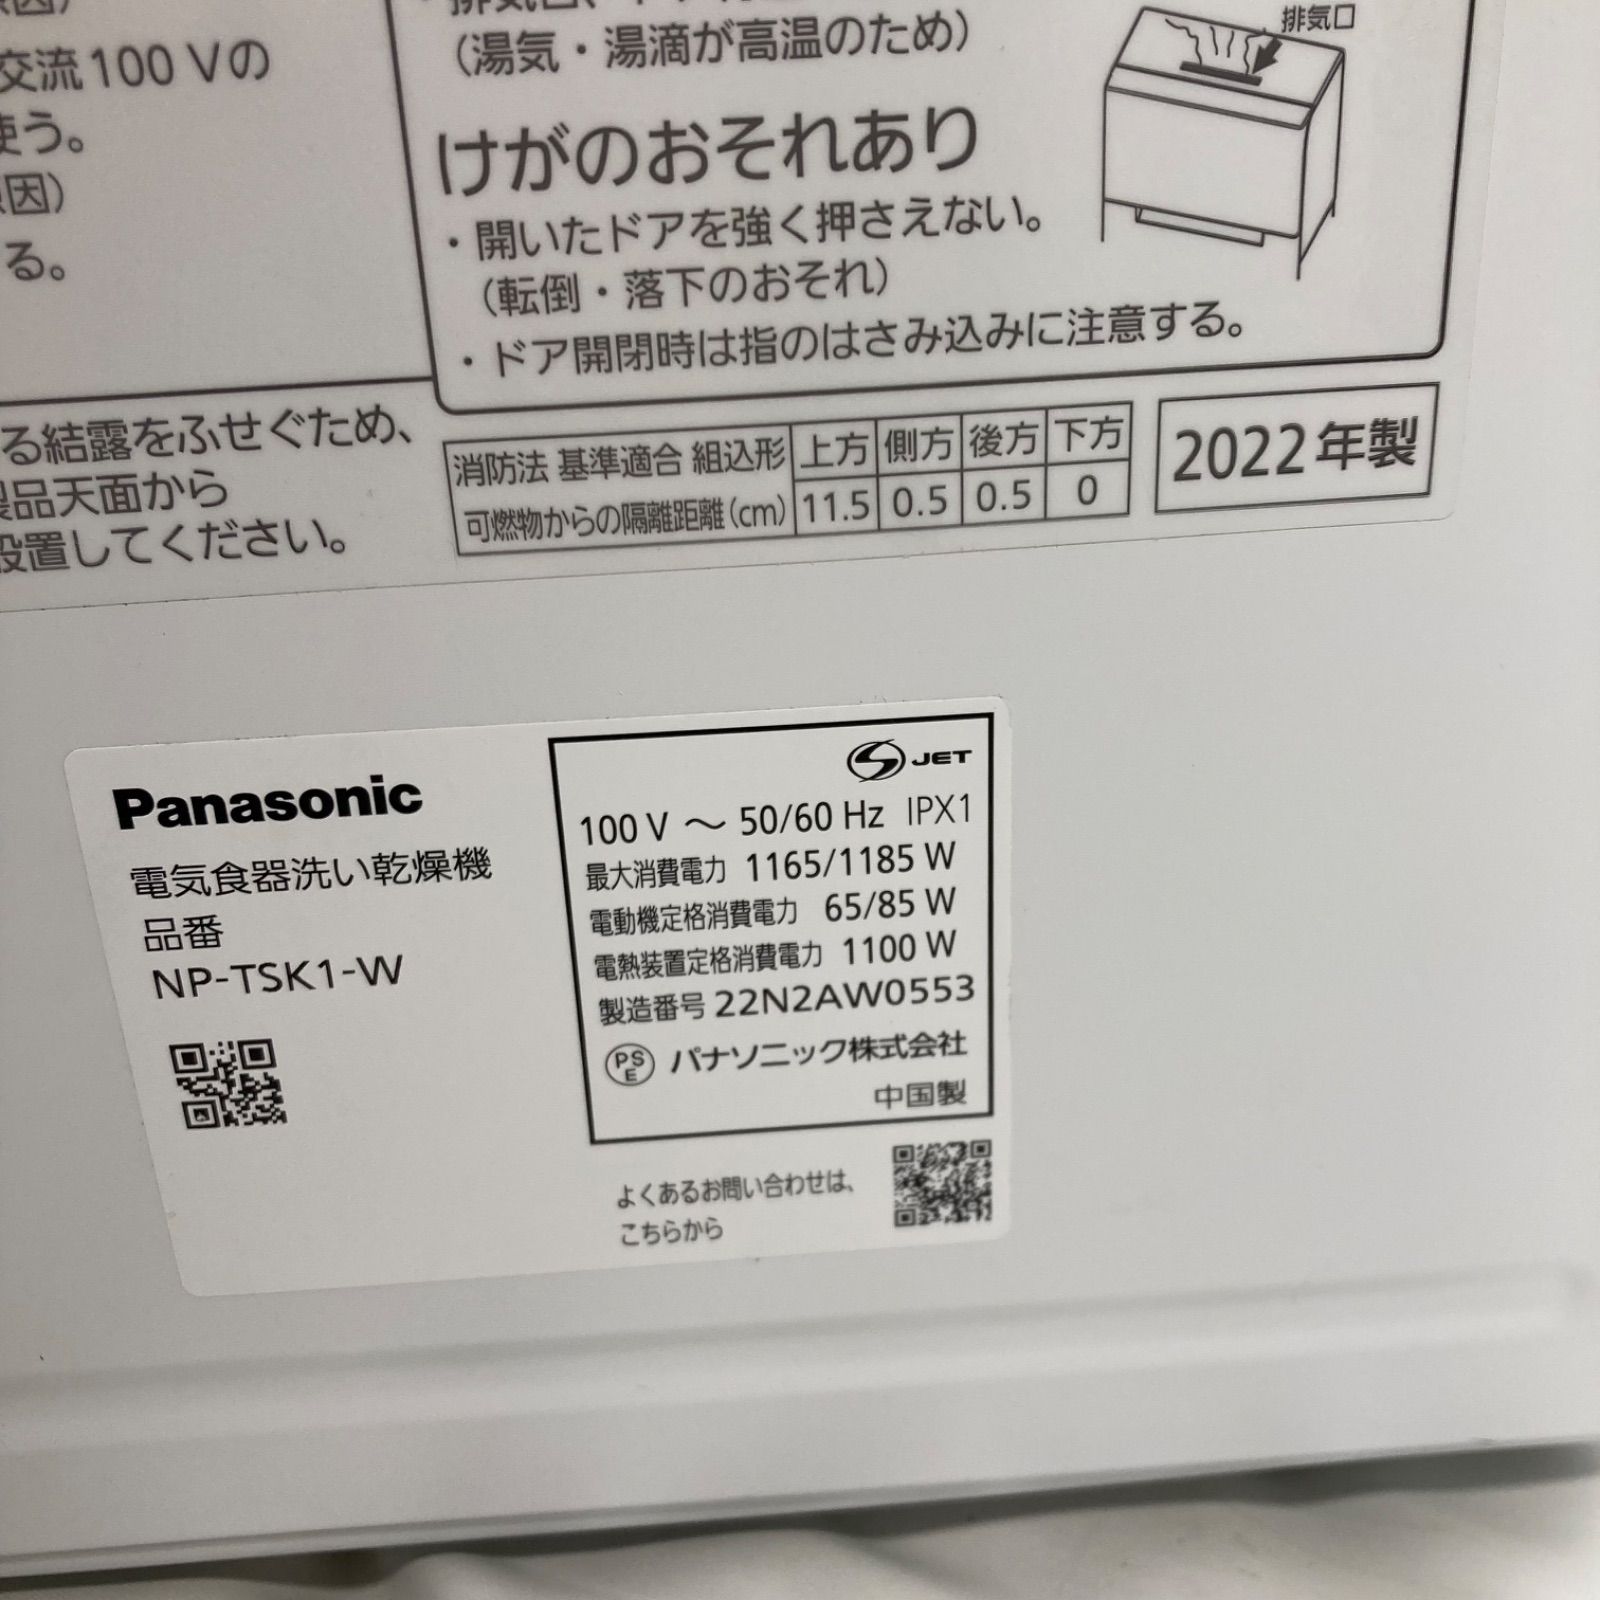 因)
交流100 Vの
使う。
因)
る。
(湯気・湯滴が高温のため)
排気口
けがのおそれあり
・開いたドアを強く押さえない。
(転倒・落下のおそれ)
・ドア開閉時は指のはさみ込みに注意する。
る結露をふせぐため、
製品天面から
設置してください。
消防法 基準適合 組込形 上方 側方 後方 下方
可燃物からの隔離距離(cm) 11.5 0.5 0.5 0
2022年製
Panasonic
電気食器洗い乾燥機
品番
NP-TSK1-W
JET
100 V 〜 50/60 Hz IPX1
最大消費電力 1165/1185 W
電動機定格消費電力 65/85 W
電熱装置定格消費電力 1100 W
製造番号 22N2AW0553
PSE パナソニック株式会社
中国製
よくあるお問い合わせは、
こちらから